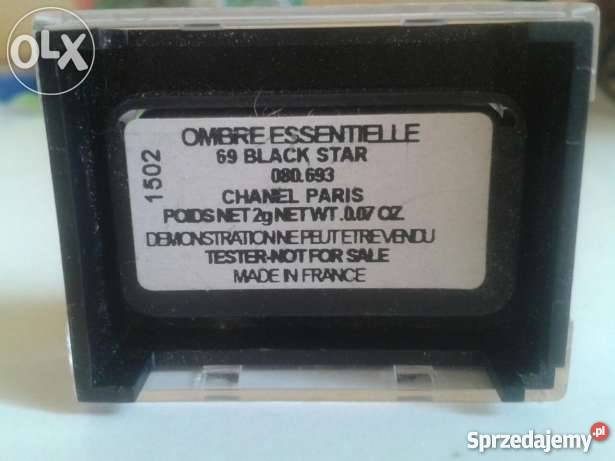 OLX
1502
OMBRE ESSENTIELLE
69 BLACK STAR
080.693
CHANEL PARIS
POIDS NET 2g NET WT. 0.07 OZ.
DEMONSTRATION NE PEUT ETRE VENDU
TESTER-NOT FOR SALE
MADE IN FRANCE
Sprzedajemy.pl